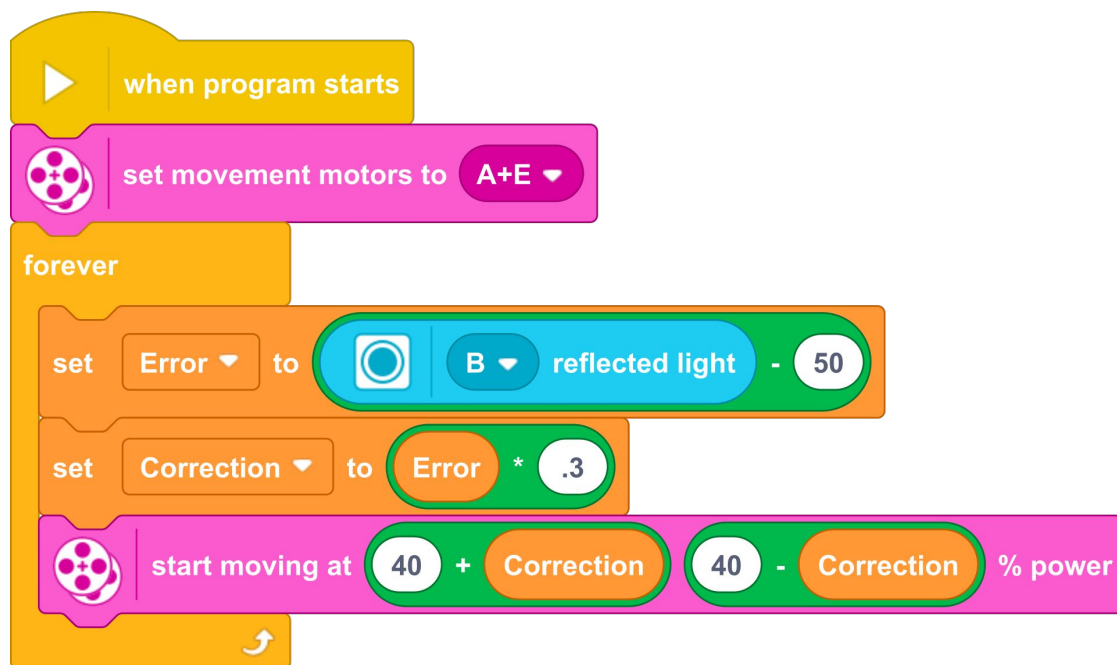 when program starts
set movement motors to A+E
forever
set Error to B reflected light - 50
set Correction to Error * .3
start moving at 40 + Correction 40 - Correction % power